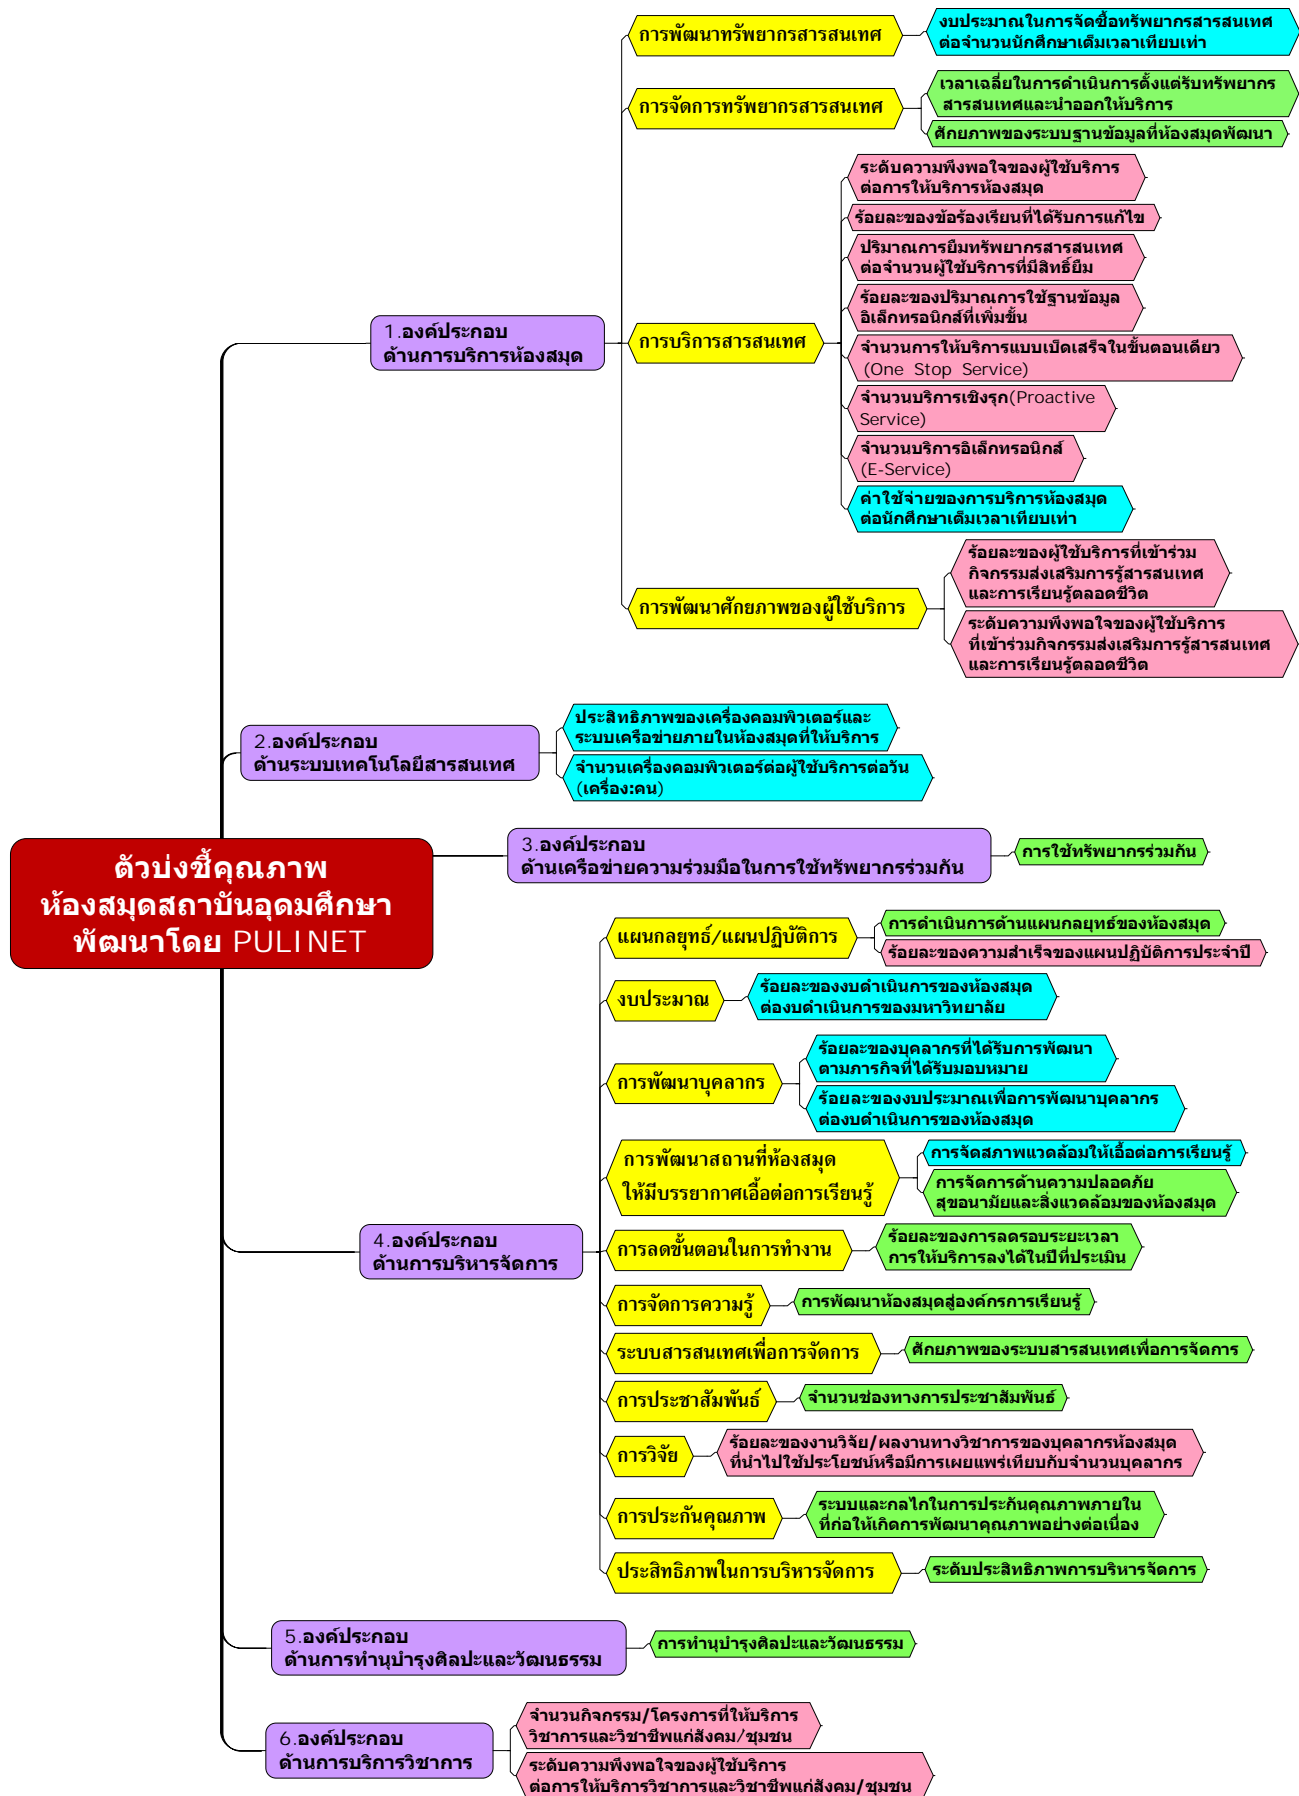 ตัวบ่งชี้คุณภาพ
ห้องสมุดสถาบันอุดมศึกษา
พัฒนาโดย PULINET
1.องค์ประกอบ
ด้านการบริการห้องสมุด
การพัฒนาทรัพยากรสารสนเทศ
งบประมาณในการจัดซื้อทรัพยากรสารสนเทศ
ต่อจำนวนนักศึกษาเต็มเวลาเทียบเท่า
การจัดการทรัพยากรสารสนเทศ
เวลาเฉลี่ยในการดำเนินการตั้งแต่รับทรัพยากร
สารสนเทศและนำออกให้บริการ
ศักยภาพของระบบฐานข้อมูลที่ห้องสมุดพัฒนา
การบริการสารสนเทศ
ระดับความพึงพอใจของผู้ใช้บริการ
ต่อการให้บริการห้องสมุด
ร้อยละของข้อร้องเรียนที่ได้รับการแก้ไข
ปริมาณการยืมทรัพยากรสารสนเทศ
ต่อจำนวนผู้ใช้บริการที่มีสิทธิ์ยืม
ร้อยละของปริมาณการใช้ฐานข้อมูล
อิเล็กทรอนิกส์ที่เพิ่มขั้น
จำนวนการให้บริการแบบเบ็ดเสร็จในขั้นตอนเดียว
(One Stop Service)
จำนวนบริการเชิงรุก(Proactive
Service)
จำนวนบริการอิเล็กทรอนิกส์
(E-Service)
ค่าใช้จ่ายของการบริการห้องสมุด
ต่อนักศึกษาเต็มเวลาเทียบเท่า
การพัฒนาศักยภาพของผู้ใช้บริการ
ร้อยละของผู้ใช้บริการที่เข้าร่วม
กิจกรรมส่งเสริมการรู้สารสนเทศ
และการเรียนรู้ตลอดชีวิต
ระดับความพึงพอใจของผู้ใช้บริการ
ที่เข้าร่วมกิจกรรมส่งเสริมการรู้สารสนเทศ
และการเรียนรู้ตลอดชีวิต
2.องค์ประกอบ
ด้านระบบเทคโนโลยีสารสนเทศ
ประสิทธิภาพของเครื่องคอมพิวเตอร์และ
ระบบเครือข่ายภายในห้องสมุดที่ให้บริการ
จำนวนเครื่องคอมพิวเตอร์ต่อผู้ใช้บริการต่อวัน
(เครื่อง:คน)
3.องค์ประกอบ
ด้านเครือข่ายความร่วมมือในการใช้ทรัพยากรร่วมกัน
การใช้ทรัพยากรร่วมกัน
4.องค์ประกอบ
ด้านการบริหารจัดการ
แผนกลยุทธ์/แผนปฏิบัติการ
การดำเนินการด้านแผนกลยุทธ์ของห้องสมุด
ร้อยละของความสำเร็จของแผนปฏิบัติการประจำปี
งบประมาณ
ร้อยละของงบดำเนินการของห้องสมุด
ต่องบดำเนินการของมหาวิทยาลัย
การพัฒนาบุคลากร
ร้อยละของบุคลากรที่ได้รับการพัฒนา
ตามภารกิจที่ได้รับมอบหมาย
ร้อยละของงบประมาณเพื่อการพัฒนาบุคลากร
ต่องบดำเนินการของห้องสมุด
การพัฒนาสถานที่ห้องสมุด
ให้มีบรรยากาศเอื้อต่อการเรียนรู้
การจัดสภาพแวดล้อมให้เอื้อต่อการเรียนรู้
การจัดการด้านความปลอดภัย
สุขอนามัยและสิ่งแวดล้อมของห้องสมุด
การลดขั้นตอนในการทำงาน
ร้อยละของการลดรอบระยะเวลา
การให้บริการลงได้ในปีที่ประเมิน
การจัดการความรู้
การพัฒนาห้องสมุดสู่องค์กรการเรียนรู้
ระบบสารสนเทศเพื่อการจัดการ
ศักยภาพของระบบสารสนเทศเพื่อการจัดการ
การประชาสัมพันธ์
จำนวนช่องทางการประชาสัมพันธ์
การวิจัย
ร้อยละของงานวิจัย/ผลงานทางวิชาการของบุคลากรห้องสมุด
ที่นำไปใช้ประโยชน์หรือมีการเผยแพร่เทียบกับจำนวนบุคลากร
การประกันคุณภาพ
ระบบและกลไกในการประกันคุณภาพภายใน
ที่ก่อให้เกิดการพัฒนาคุณภาพอย่างต่อเนื่อง
ประสิทธิภาพในการบริหารจัดการ
ระดับประสิทธิภาพการบริหารจัดการ
5.องค์ประกอบ
ด้านการทำนุบำรุงศิลปะและวัฒนธรรม
การทำนุบำรุงศิลปะและวัฒนธรรม
6.องค์ประกอบ
ด้านการบริการวิชาการ
จำนวนกิจกรรม/โครงการที่ให้บริการ
วิชาการและวิชาชีพแก่สังคม/ชุมชน
ระดับความพึงพอใจของผู้ใช้บริการ
ต่อการให้บริการวิชาการและวิชาชีพแก่สังคม/ชุมชน